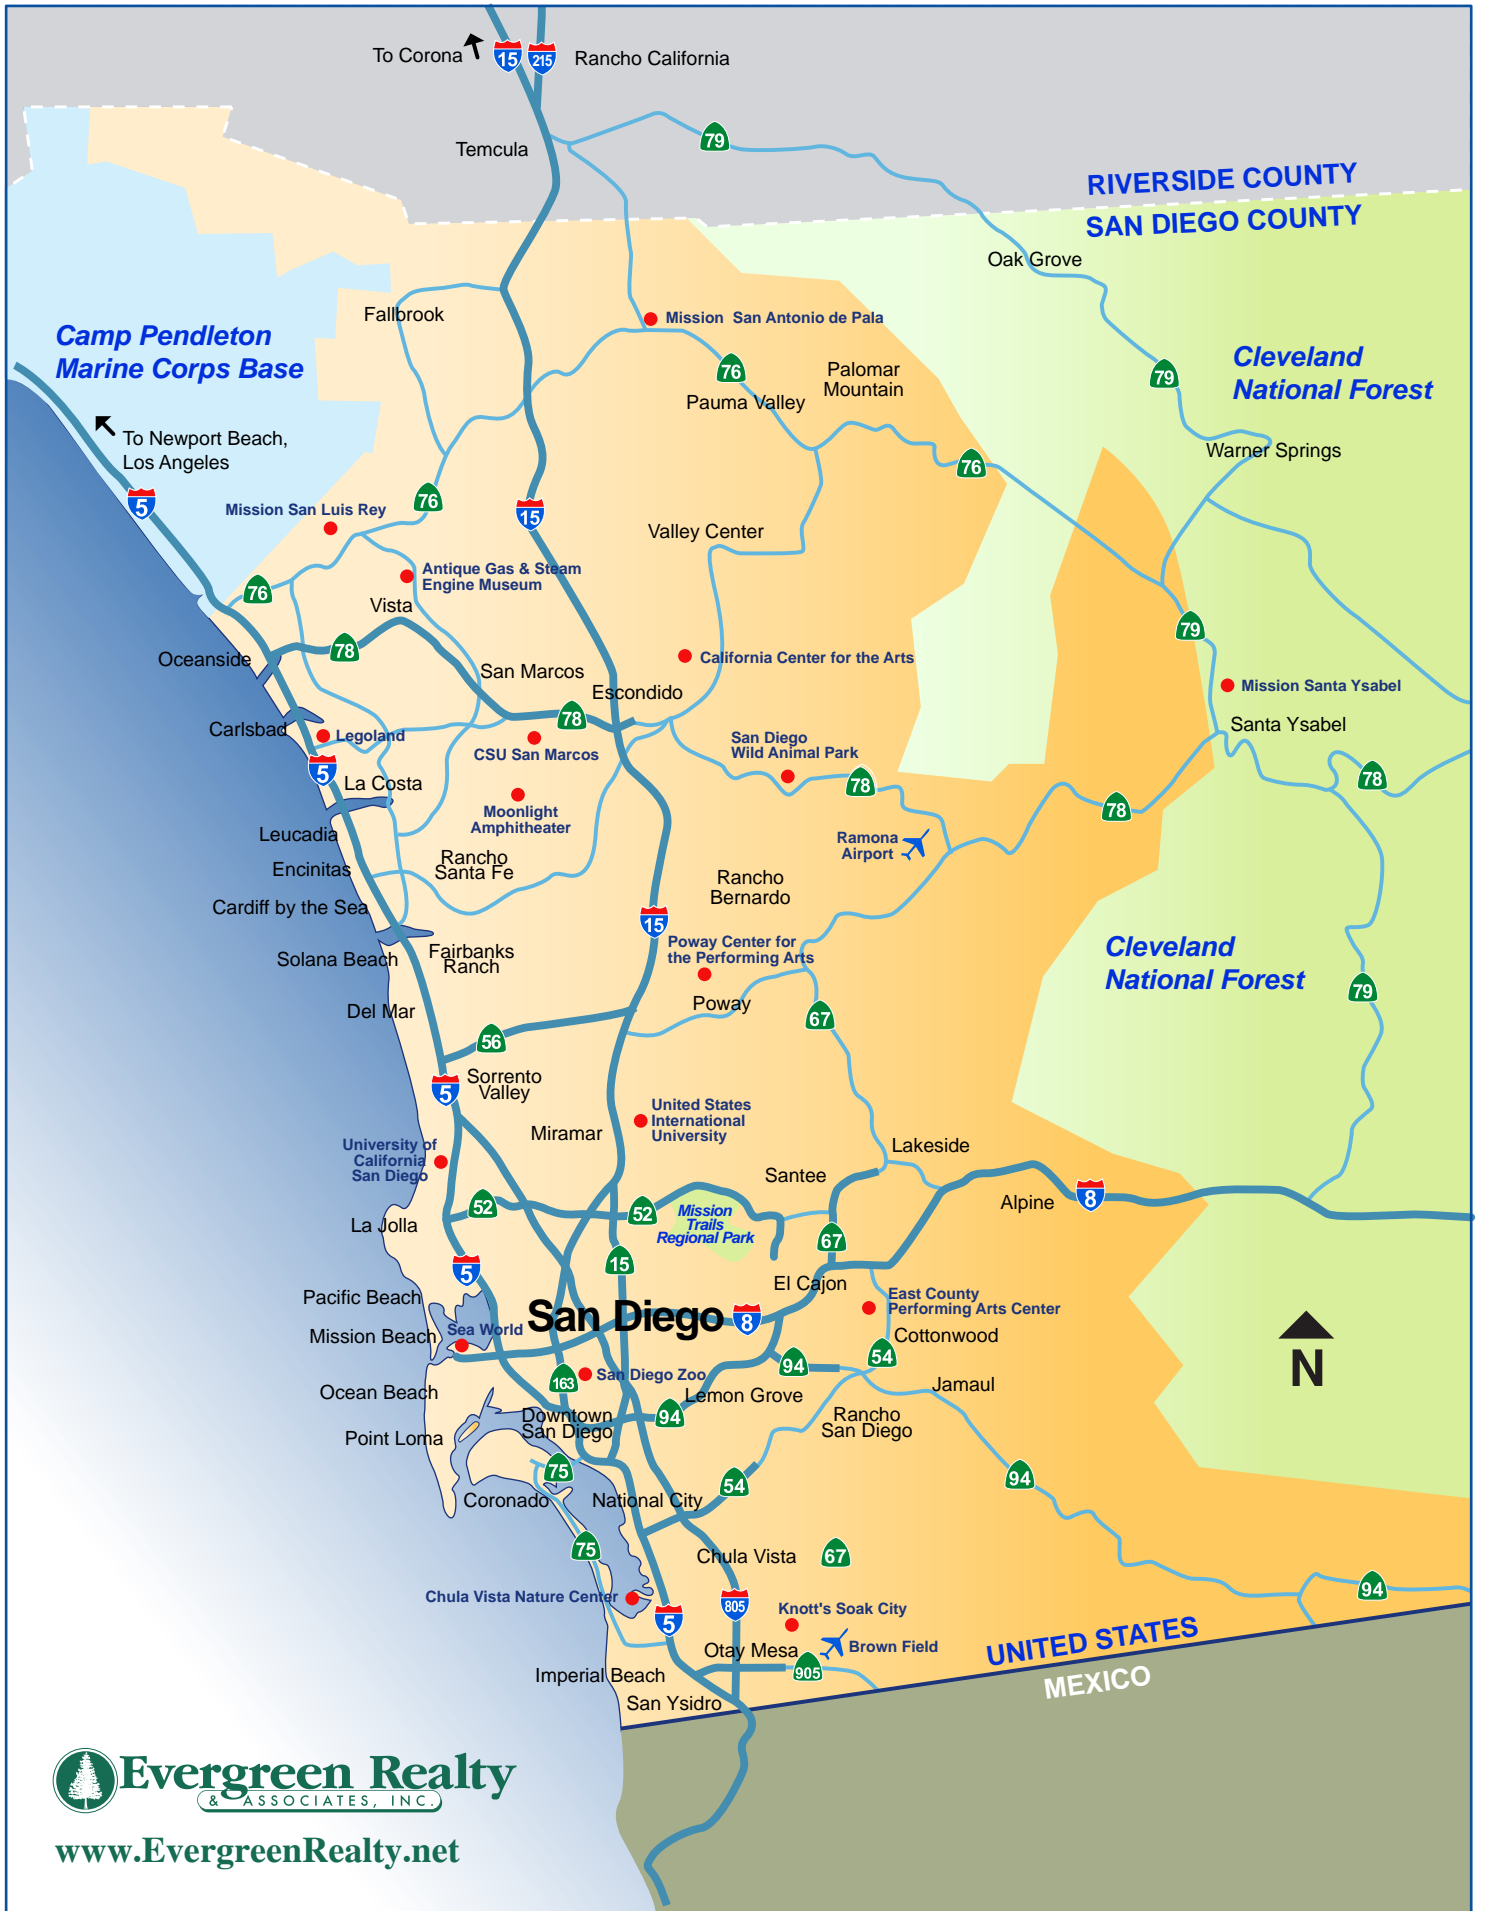 To Corona
15
215
Rancho California
Temcula
79
RIVERSIDE COUNTY
SAN DIEGO COUNTY
Oak Grove
Fallbrook
Mission San Antonio de Pala
Camp Pendleton
Marine Corps Base
76
Palomar
Mountain
Cleveland
National Forest
79
Pauma Valley
To Newport Beach,
Los Angeles
Warner Springs
76
5
76
Mission San Luis Rey
15
Valley Center
Antique Gas & Steam
Engine Museum
76
Vista
79
78
Oceanside
California Center for the Arts
San Marcos
Escondido
Mission Santa Ysabel
78
Santa Ysabel
Carlsbad
Legoland
CSU San Marcos
San Diego
Wild Animal Park
5
La Costa
78
78
78
Moonlight
Amphitheater
Leucadia
Ramona
Airport
Encinitas
Rancho
Santa Fe
Rancho
Bernardo
Cardiff by the Sea
15
Poway Center for
the Performing Arts
Cleveland
National Forest
Solana Beach
Fairbanks
Ranch
79
Del Mar
Poway
67
56
Sorrento
Valley
5
United States
International
University
Miramar
University of
California
San Diego
Lakeside
Santee
Alpine
8
52
52
Mission
Trails
Regional Park
La Jolla
67
15
5
El Cajon
Pacific Beach
San Diego
8
East County
Performing Arts Center
Mission Beach
Sea World
Cottonwood
54
94
N
163
San Diego Zoo
Ocean Beach
Lemon Grove
Jamaul
Downtown
San Diego
94
Rancho
San Diego
Point Loma
75
94
54
Coronado
National City
75
Chula Vista
67
94
Chula Vista Nature Center
805
5
Knott's Soak City
UNITED STATES
Otay Mesa
Brown Field
905
Imperial Beach
MEXICO
San Ysidro
Evergreen Realty
& ASSOCIATES, INC.
www.EvergreenRealty.net